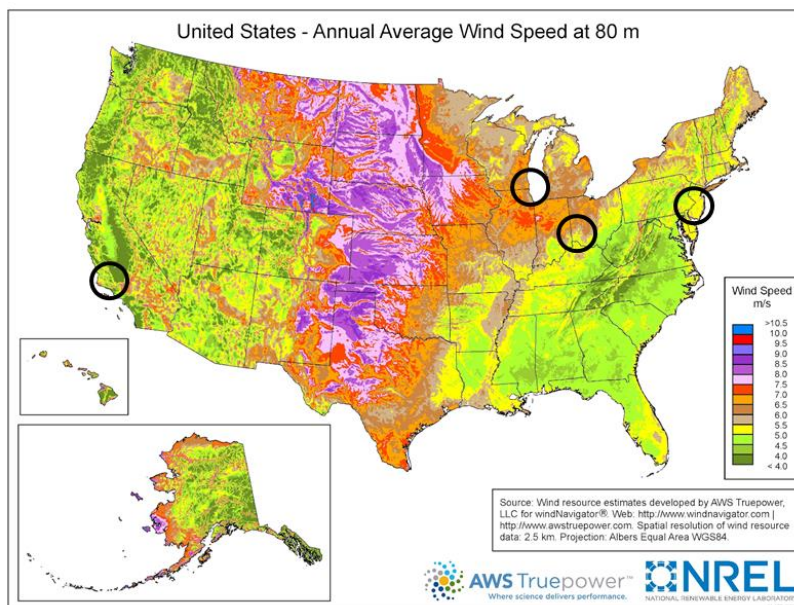 United States - Annual Average Wind Speed at 80 m
Wind Speed
m/s
>10.5
10.0
9.5
9.0
8.5
8.0
7.5
7.0
6.5
6.0
5.5
5.0
4.5
4.0
< 4.0
Source: Wind resource estimates developed by AWS Truepower,
LLC for windNavigator®. Web: http://www.windnavigator.com |
http://www.awstruepower.com. Spatial resolution of wind resource
data: 2.5 km. Projection: Albers Equal Area WGS84.
AWS Truepower™
Where science delivers performance.
NREL
NATIONAL RENEWABLE ENERGY LABORATORY